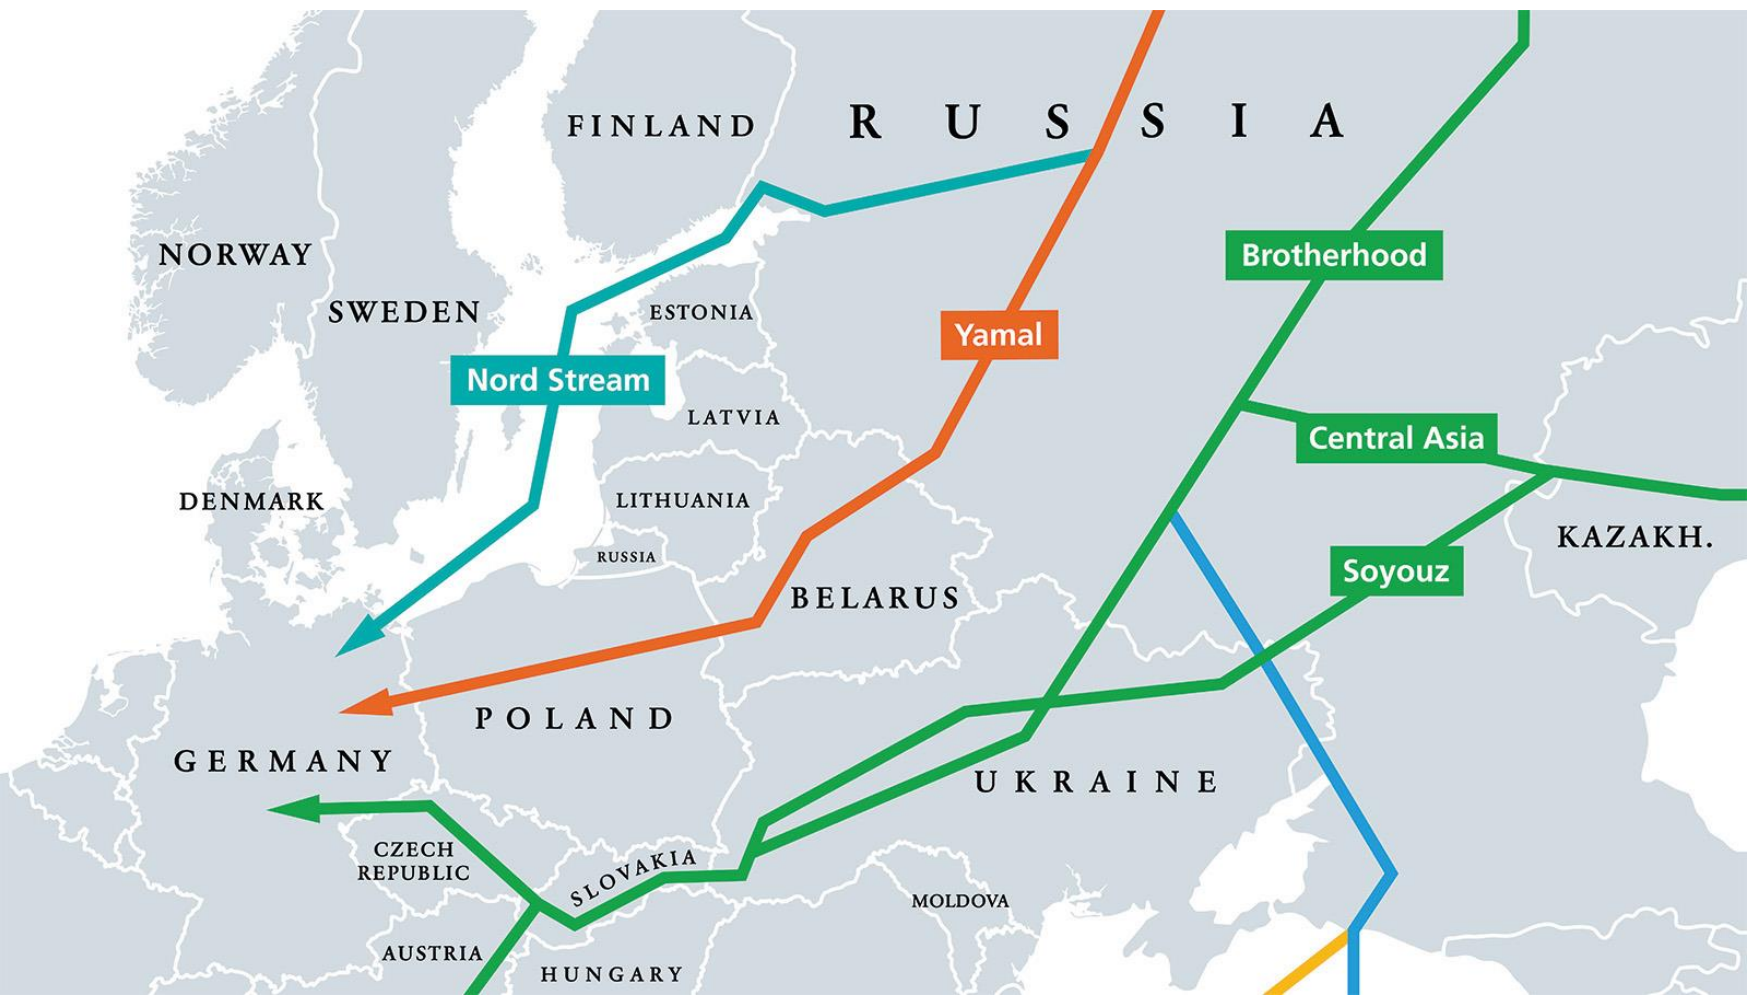 FINLAND
RUSSIA
NORWAY
Brotherhood
SWEDEN
ESTONIA
Yamal
Nord Stream
LATVIA
Central Asia
DENMARK
LITHUANIA
KAZAKH.
RUSSIA
Soyouz
BELARUS
POLAND
GERMANY
UKRAINE
CZECH
REPUBLIC
SLOVAKIA
MOLDOVA
AUSTRIA
HUNGARY